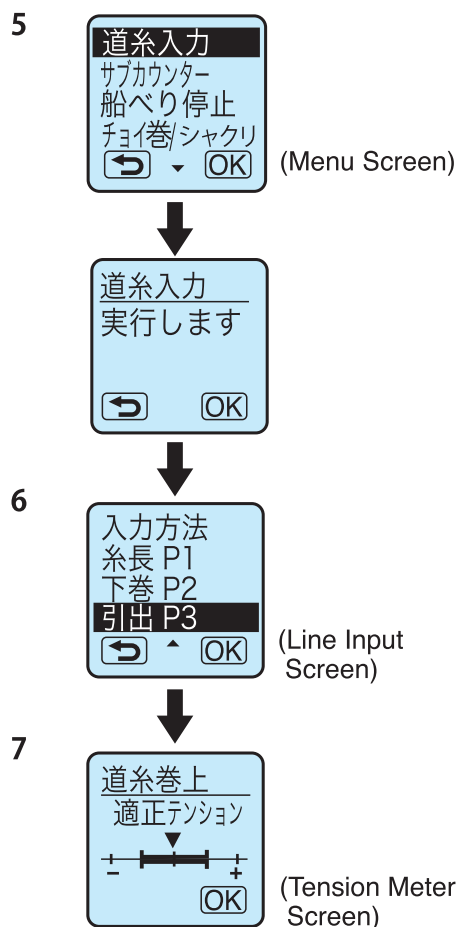 5
道糸入力
サブカウンター
船べり停止
チョイ巻/シャクリ
OK
(Menu Screen)
道糸入力
実行します
OK
6
入力方法
糸長 P1
下巻 P2
引出 P3
OK
(Line Input
Screen)
7
道糸巻上
適正テンション
- +
OK
(Tension Meter
Screen)